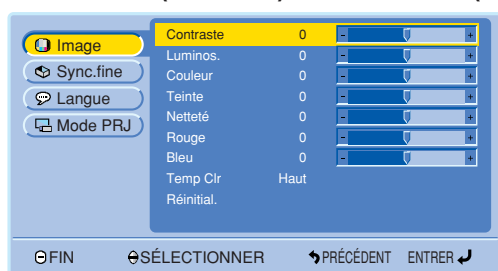 Image
Sync.fine
Langue
Mode PRJ
Contraste 0 - +
Luminos. 0 - +
Couleur 0 - +
Teinte 0 - +
Netteté 0 - +
Rouge 0 - +
Bleu 0 - +
Temp Clr Haut
Réinitial.
FIN SÉLECTIONNER PRÉCÉDENT ENTRER